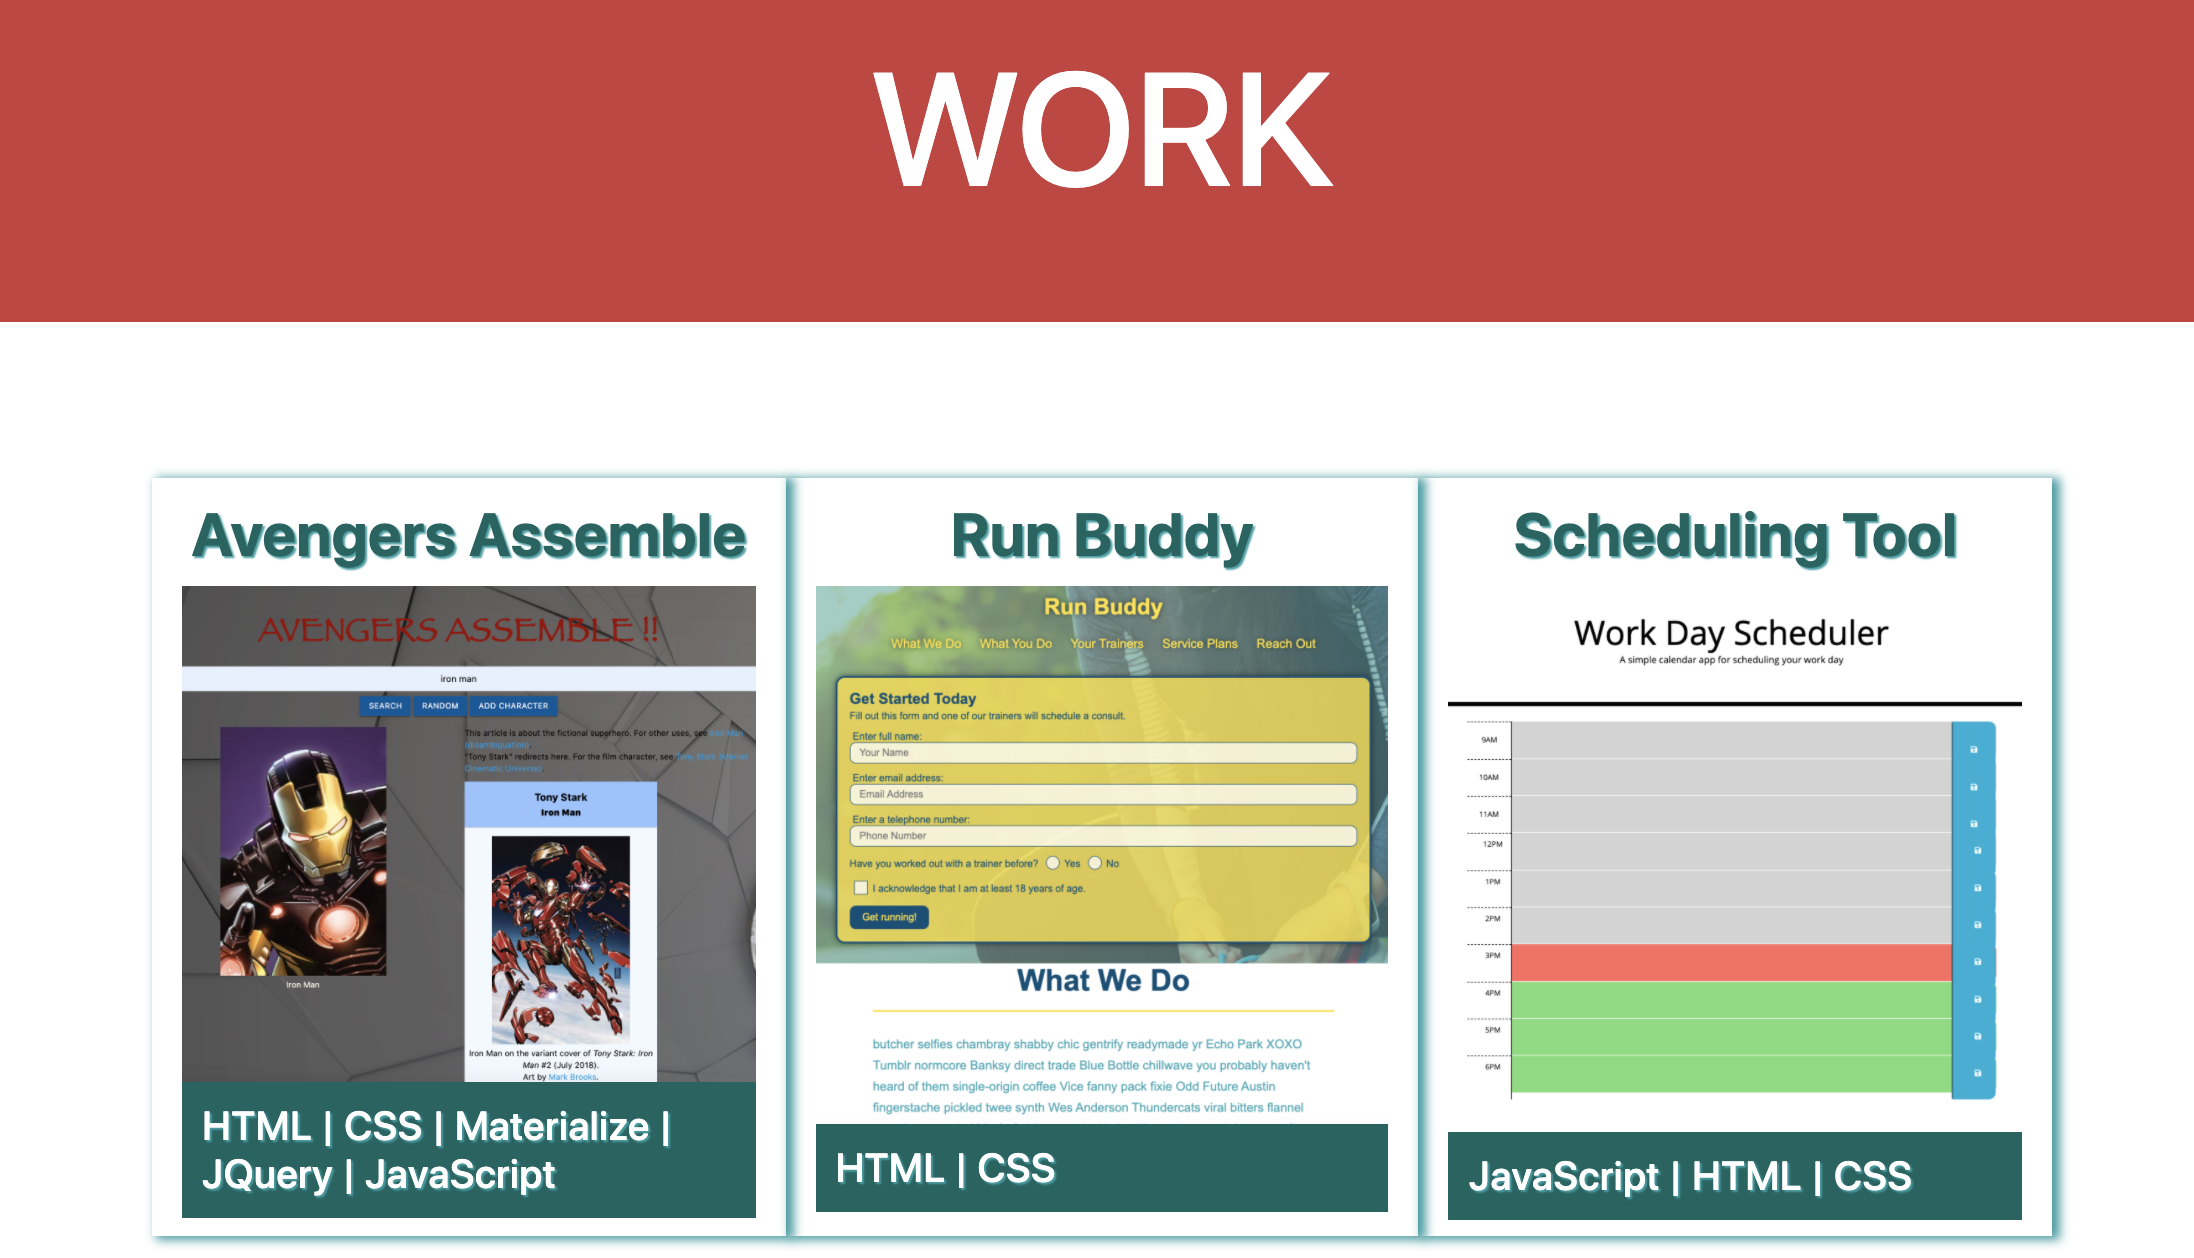 WORK
Avengers Assemble
AVENGERS ASSEMBLE !!
iron man
SEARCH
RANDOM
ADD CHARACTER
This article is about the fictional superhero. For other uses, see Iron Man
(disambiguation).
"Tony Stark" redirects here. For the film character, see Tony Stark (Marvel
Cinematic Universe).
Tony Stark
Iron Man
Iron Man
Iron Man on the variant cover of Tony Stark: Iron
Man #2 (July 2018).
Art by Mark Brooks.
HTML | CSS | Materialize |
JQuery | JavaScript
Run Buddy
Run Buddy
What We Do
What You Do
Your Trainers
Service Plans
Reach Out
Get Started Today
Fill out this form and one of our trainers will schedule a consult.
Enter full name:
Your Name
Enter email address:
Email Address
Enter a telephone number:
Phone Number
Have you worked out with a trainer before? Yes No
I acknowledge that I am at least 18 years of age.
Get running!
What We Do
butcher selfies chambray shabby chic gentrify readymade yr Echo Park XOXO
Tumblr normcore Banksy direct trade Blue Bottle chillwave you probably haven't
heard of them single-origin coffee Vice fanny pack fixie Odd Future Austin
fingerstache pickled twee synth Wes Anderson Thundercats viral bitters flannel
HTML | CSS
Scheduling Tool
Work Day Scheduler
A simple calendar app for scheduling your work day
9AM
10AM
11AM
12PM
1PM
2PM
3PM
4PM
5PM
6PM
JavaScript | HTML | CSS